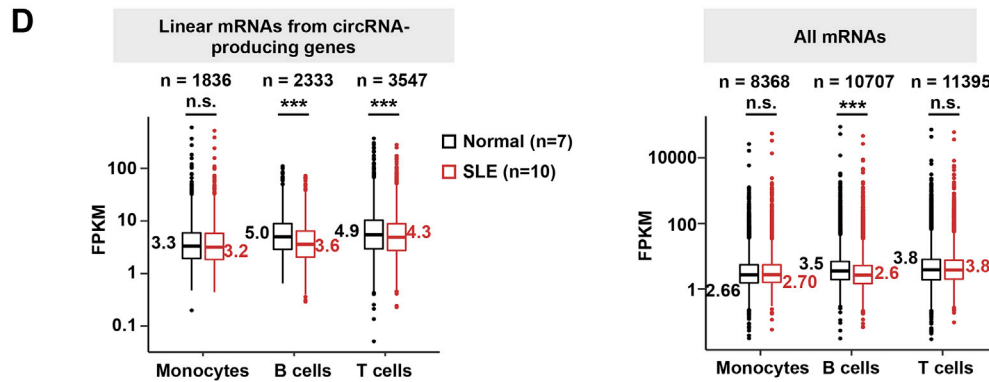 D
Linear mRNAs from circRNA-
producing genes
n = 1836 n = 2333 n = 3547
n.s. *** ***
Normal (n=7)
SLE (n=10)
FPKM
100
10
1
0.1
3.3 3.2 5.0 3.6 4.9 4.3
Monocytes B cells T cells
All mRNAs
n = 8368 n = 10707 n = 11395
n.s. *** n.s.
FPKM
10000
100
1
2.66 2.70 3.5 2.6 3.8 3.8
Monocytes B cells T cells